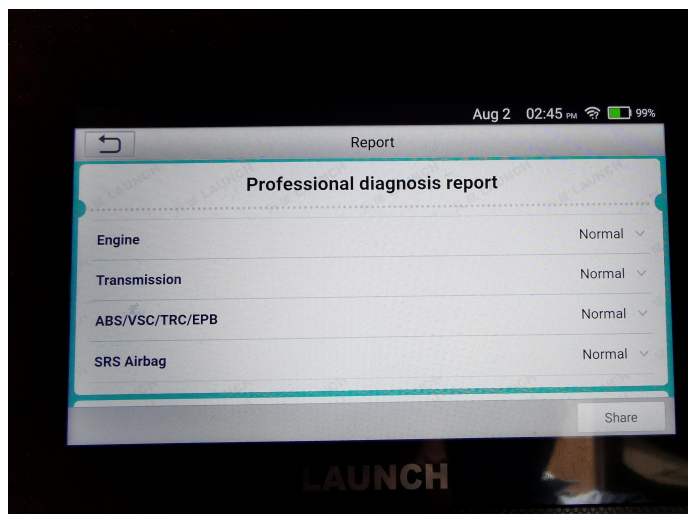 Aug 2 02:45 PM 99%
Report
Professional diagnosis report
Engine Normal
Transmission Normal
ABS/VSC/TRC/EPB Normal
SRS Airbag Normal
Share
LAUNCH